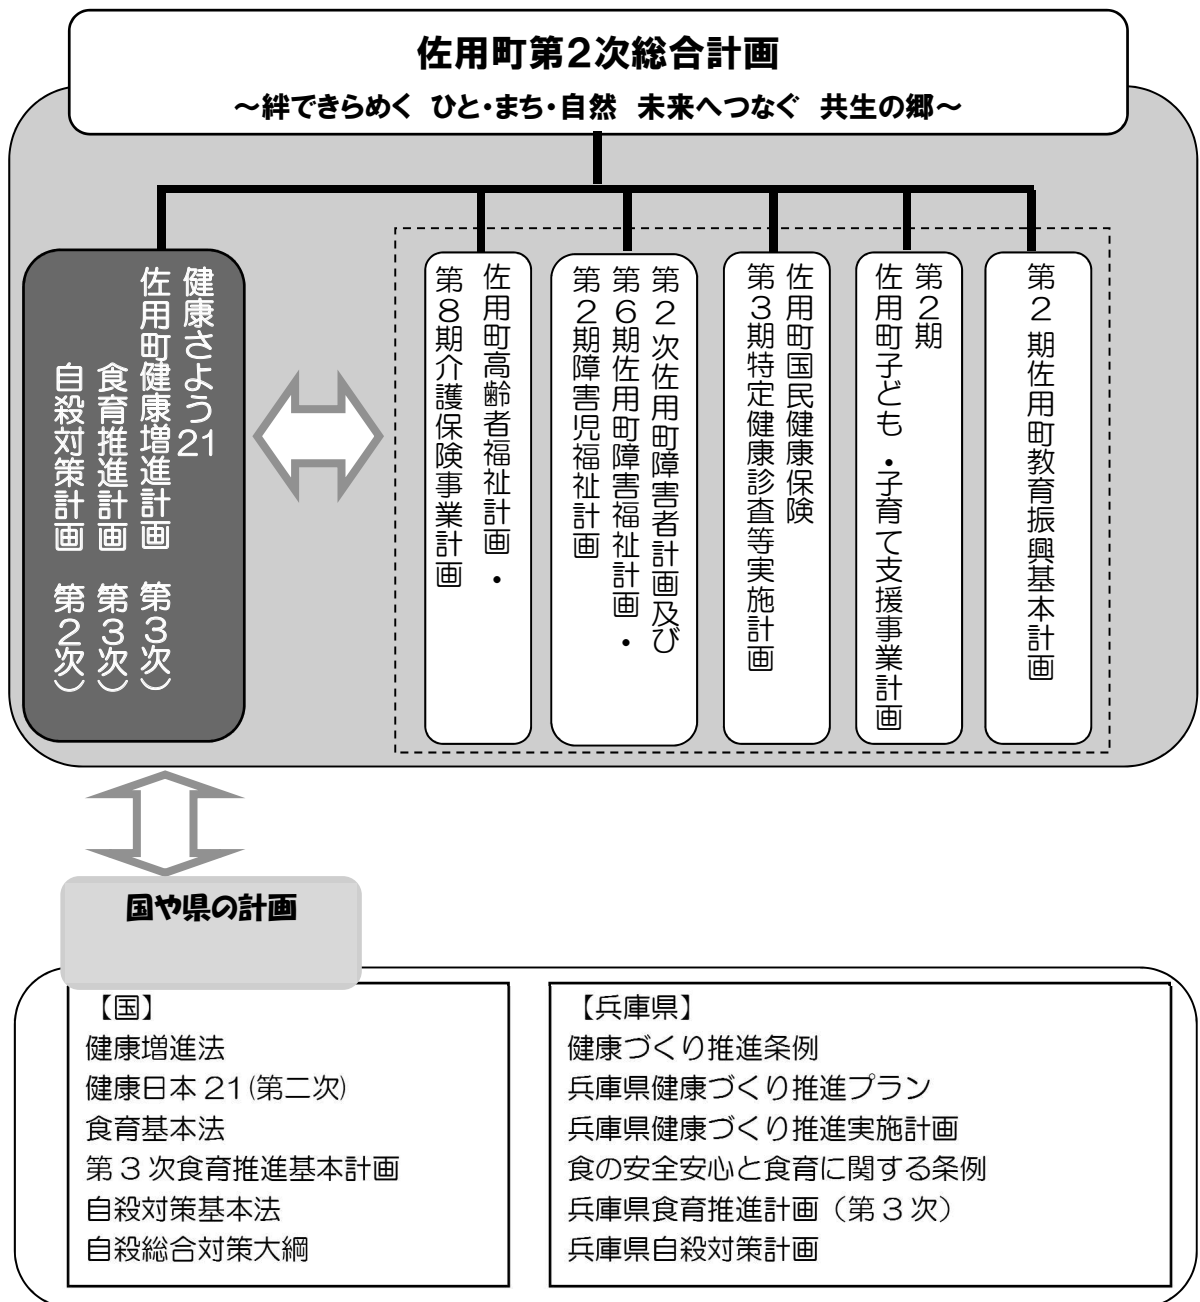 佐用町第2次総合計画
～絆できらめく ひと・まち・自然 未来へつなぐ 共生の郷～
健康さよう21
佐用町健康増進計画 第3次）
食育推進計画 第3次）
自殺対策計画 第2次）
佐用町高齢者福祉計画・
第8期介護保険事業計画
第2次佐用町障害者計画及び
第6期佐用町障害福祉計画・
第2期障害児福祉計画
佐用町国民健康保険
第3期特定健康診査等実施計画
第2期
佐用町子ども・子育て支援事業計画
第2期佐用町教育振興基本計画
国や県の計画
【国】
健康増進法
健康日本21(第二次)
食育基本法
第3次食育推進基本計画
自殺対策基本法
自殺総合対策大綱
【兵庫県】
健康づくり推進条例
兵庫県健康づくり推進プラン
兵庫県健康づくり推進実施計画
食の安全安心と食育に関する条例
兵庫県食育推進計画（第3次）
兵庫県自殺対策計画